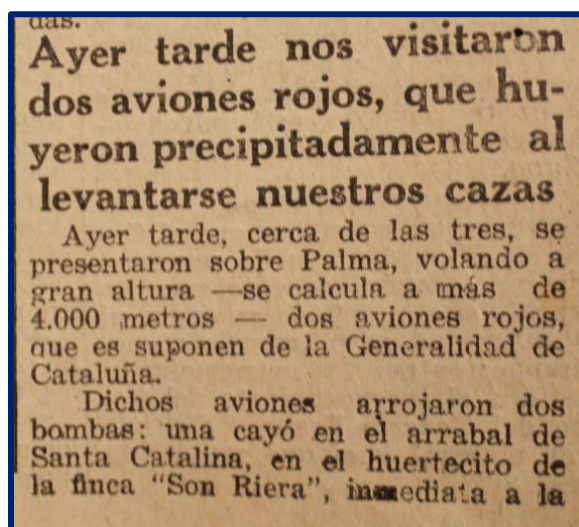 das.
Ayer tarde nos visitaron
dos aviones rojos, que hu-
yeron precipitadamente al
levantarse nuestros cazas
Ayer tarde, cerca de las tres, se
presentaron sobre Palma, volando a
gran altura —se calcula a más de
4.000 metros — dos aviones rojos,
que es suponen de la Generalidad de
Cataluña.
Dichos aviones arrojaron dos
bombas: una cayó en el arrabal de
Santa Catalina, en el huertecito de
la finca "Son Riera", inmediata a la